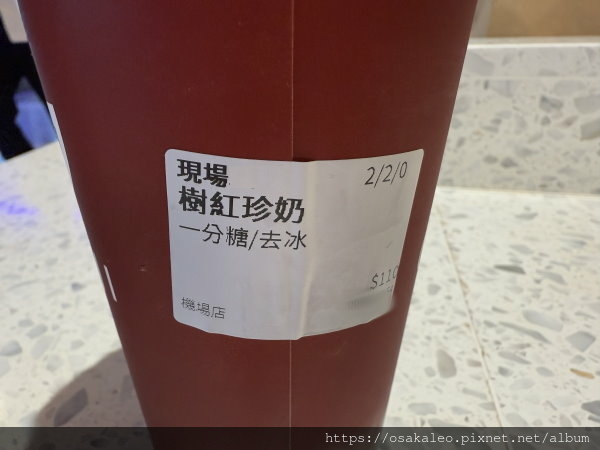 現場 2/2/0
樹紅珍奶
一分糖/去冰
$110
機場店
https://osakaleo.pixnet.net/album